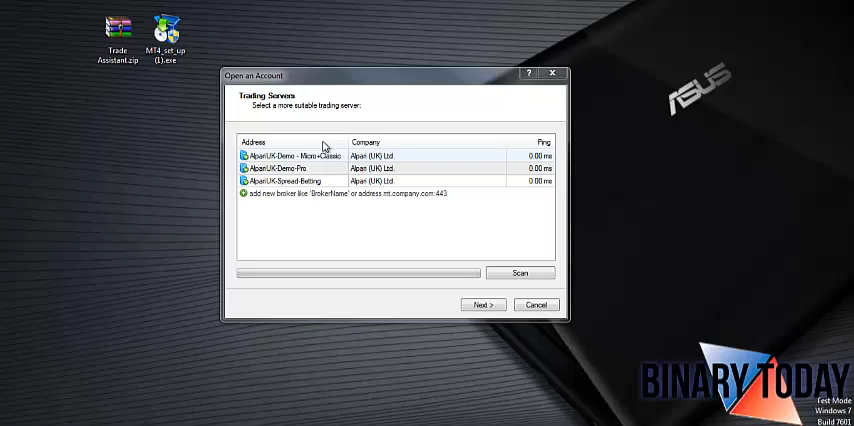 Trade
Assistant.zip
MT4_set_up
(1).exe
Open an Account
?
Trading Servers
Select a more suitable trading server:
Address Company Ping
AlpariUK-Demo - Micro+Classic Alpari (UK) Ltd. 0.00 ms
AlpariUK-Demo-Pro Alpari (UK) Ltd. 0.00 ms
AlpariUK-Spread-Betting Alpari (UK) Ltd. 0.00 ms
add new broker like 'BrokerName' or address mt.company.com:443
Scan
Next >
Cancel
ASUS
BINARY TODAY
Test Mode
Windows 7
Build 7601